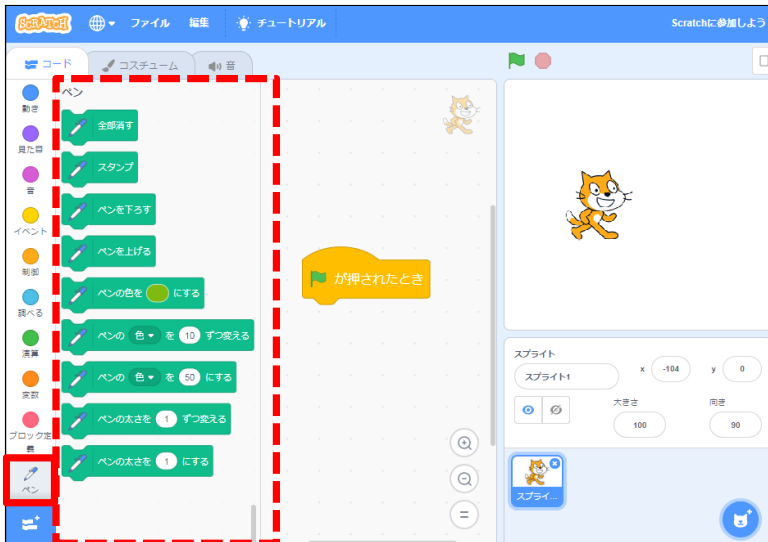 SCRATCH ファイル 編集 チュートリアル Scratchに参加しよう
コード コスチューム 音
動き
見た目
音
イベント
制御
調べる
演算
変数
ブロック定義
ペン
ペン
全部消す
スタンプ
ペンを下ろす
ペンを上げる
ペンの色を にする
ペンの 色 を 10 ずつ変える
ペンの 色 を 50 にする
ペンの太さを 1 ずつ変える
ペンの太さを 1 にする
が押されたとき
スプライト
スプライト1 x -104 y 0
大きさ 向き
100 90
スプライ...